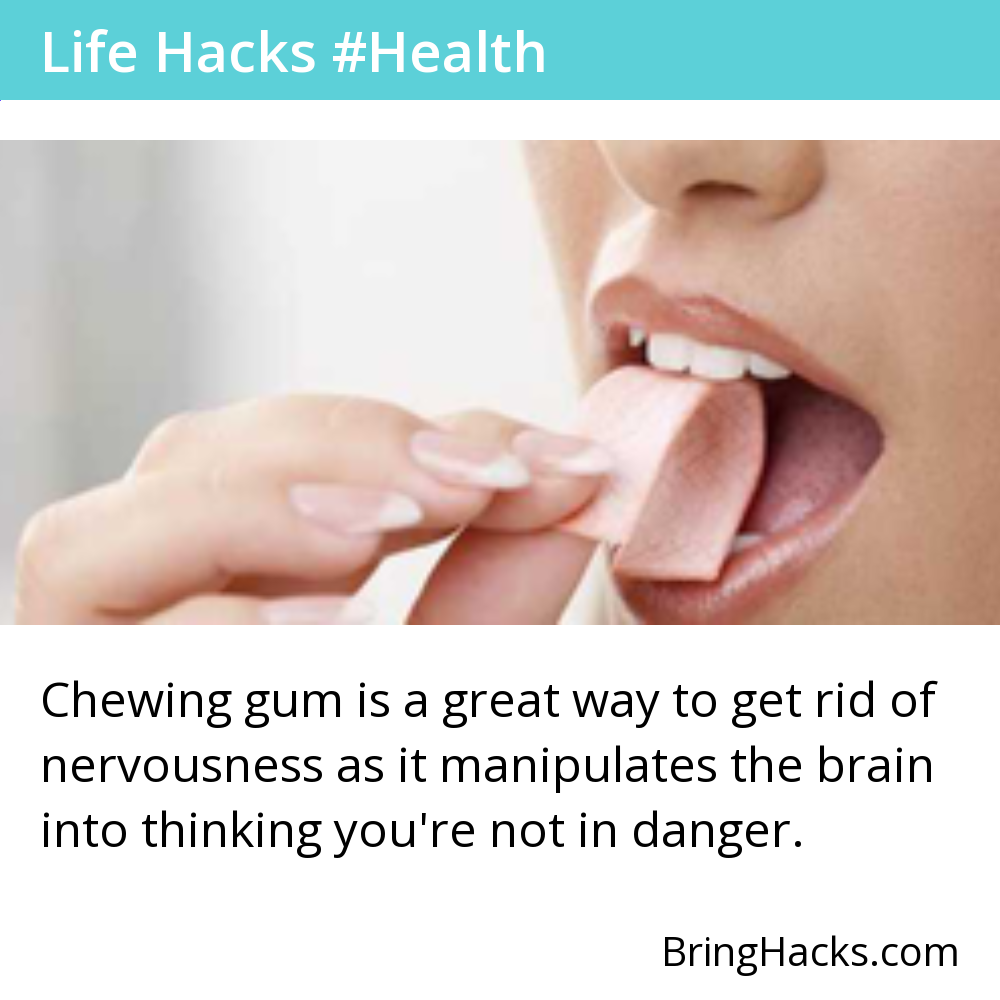 Life Hacks #Health
Chewing gum is a great way to get rid of
nervousness as it manipulates the brain
into thinking you're not in danger.
BringHacks.com